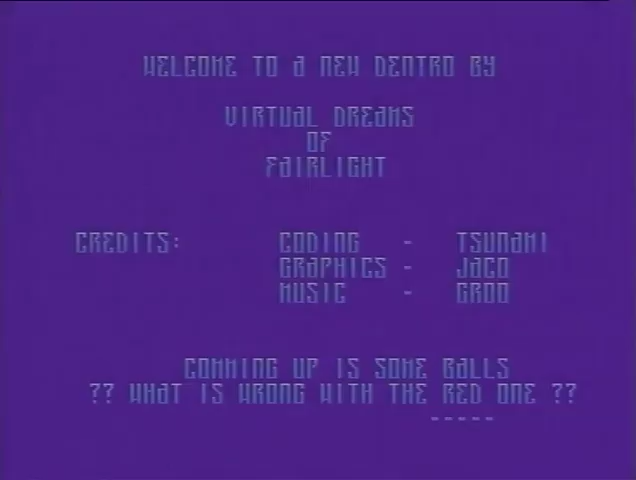 WELCOME TO a NEW DENTRO BY
VIRTUaL DREaMS
OF
FaIRLIGHT
CREDITS: CODING - TSUNaMI
GRaPHICS - JaCO
MUSIC - GROO
COMMING UP IS SOME BaLLS
?? WHaT IS WRONG WITH THE RED ONE ??
-----